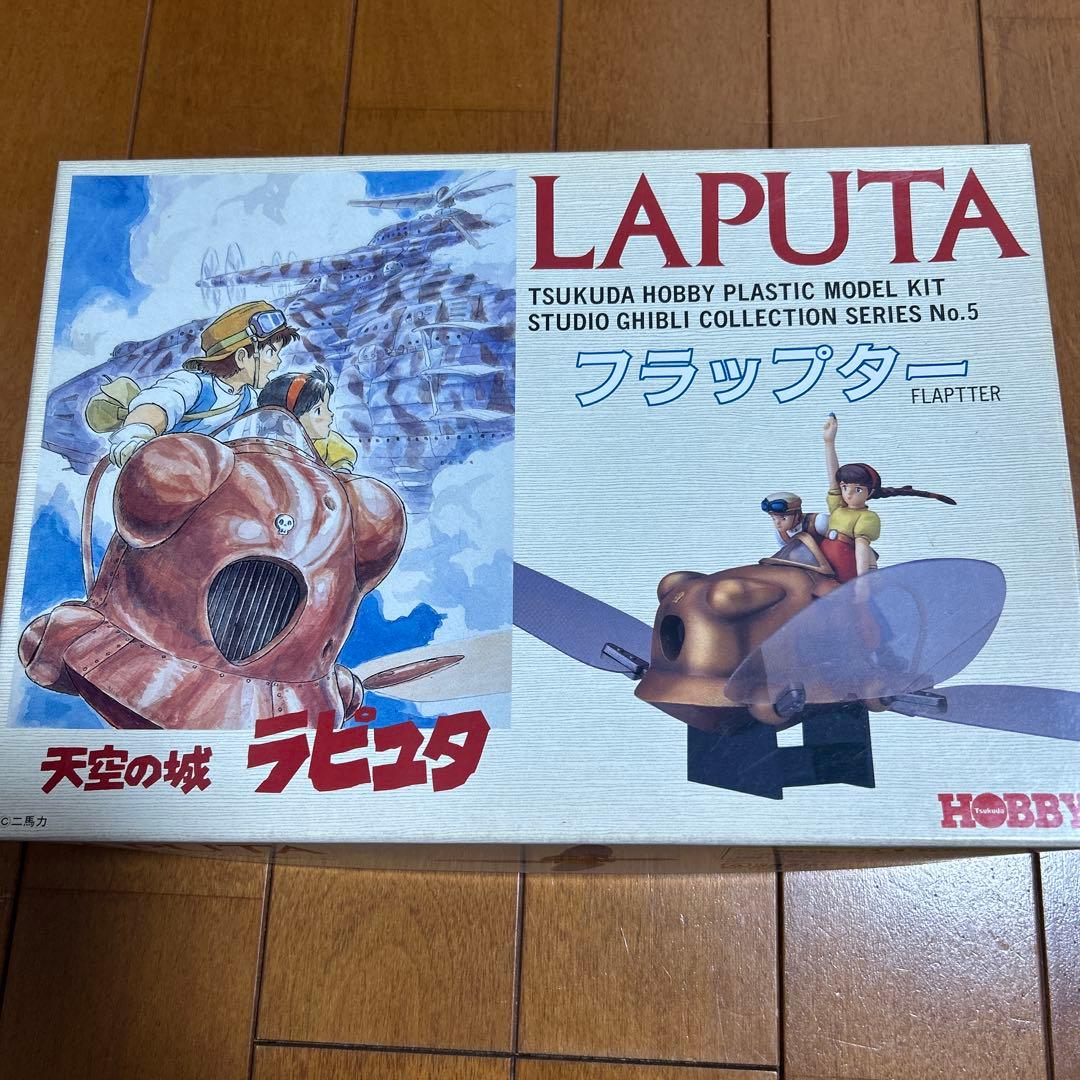 LAPUTA
TSUKUDA HOBBY PLASTIC MODEL KIT
STUDIO GHIBLI COLLECTION SERIES No.5
フラップター
FLAPTTER
天空の城 ラピュタ
©二馬力
HOBBY
Tsukuda